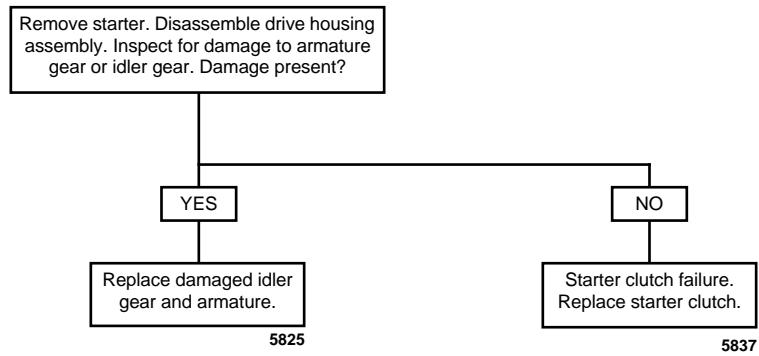 Remove starter. Disassemble drive housing
assembly. Inspect for damage to armature
gear or idler gear. Damage present?
YES
NO
Replace damaged idler
gear and armature.
Starter clutch failure.
Replace starter clutch.
5825
5837